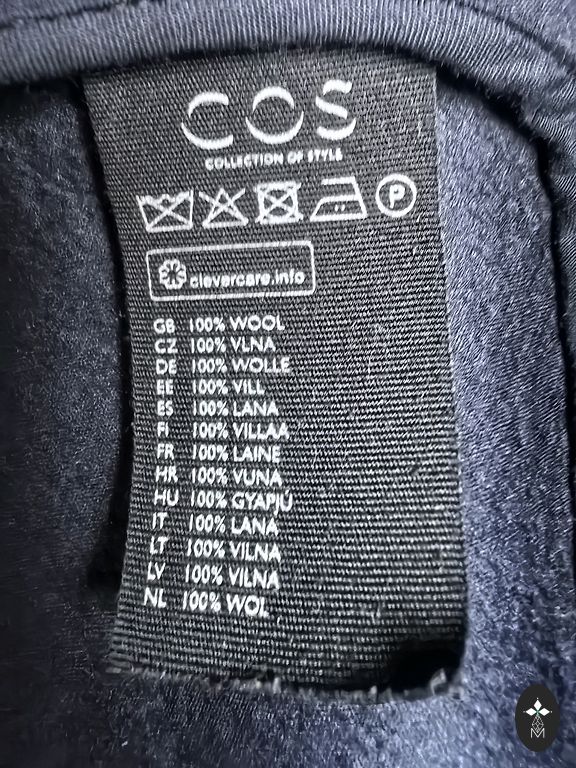 COS
COLLECTION OF STYLE
P
clevercare.info
GB 100% WOOL
CZ 100% VLNA
DE 100% WOLLE
EE 100% VILL
ES 100% LANA
FI 100% VILLAA
FR 100% LAINE
HR 100% VUNA
HU 100% GYAPJÚ
IT 100% LANA
LT 100% VILNA
LV 100% VILNA
NL 100% WOL
M